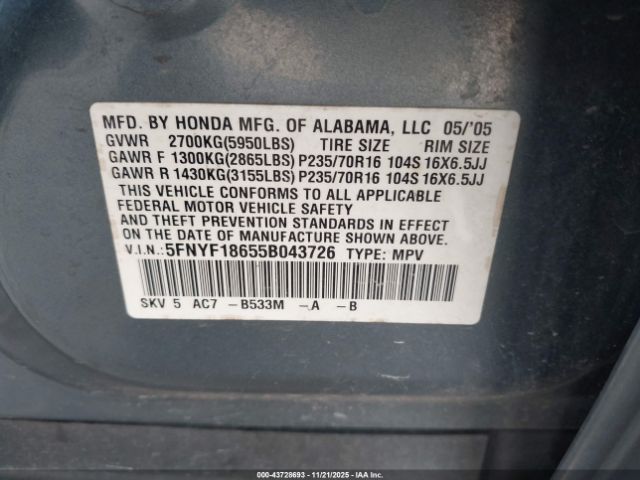 MFD. BY HONDA MFG. OF ALABAMA, LLC 05/'05
GVWR 2700KG(5950LBS) TIRE SIZE RIM SIZE
GAWR F 1300KG(2865LBS) P235/70R16 104S 16X6.5JJ
GAWR R 1430KG(3155LBS) P235/70R16 104S 16X6.5JJ
THIS VEHICLE CONFORMS TO ALL APPLICABLE
FEDERAL MOTOR VEHICLE SAFETY
AND THEFT PREVENTION STANDARDS IN EFFECT
ON THE DATE OF MANUFACTURE SHOWN ABOVE.
V.I.N.:5FNYF18655B043726 TYPE: MPV
SKV 5 AC7 -B533M -A -B
00-43728693 | 11/21/2025 | IAA Inc.